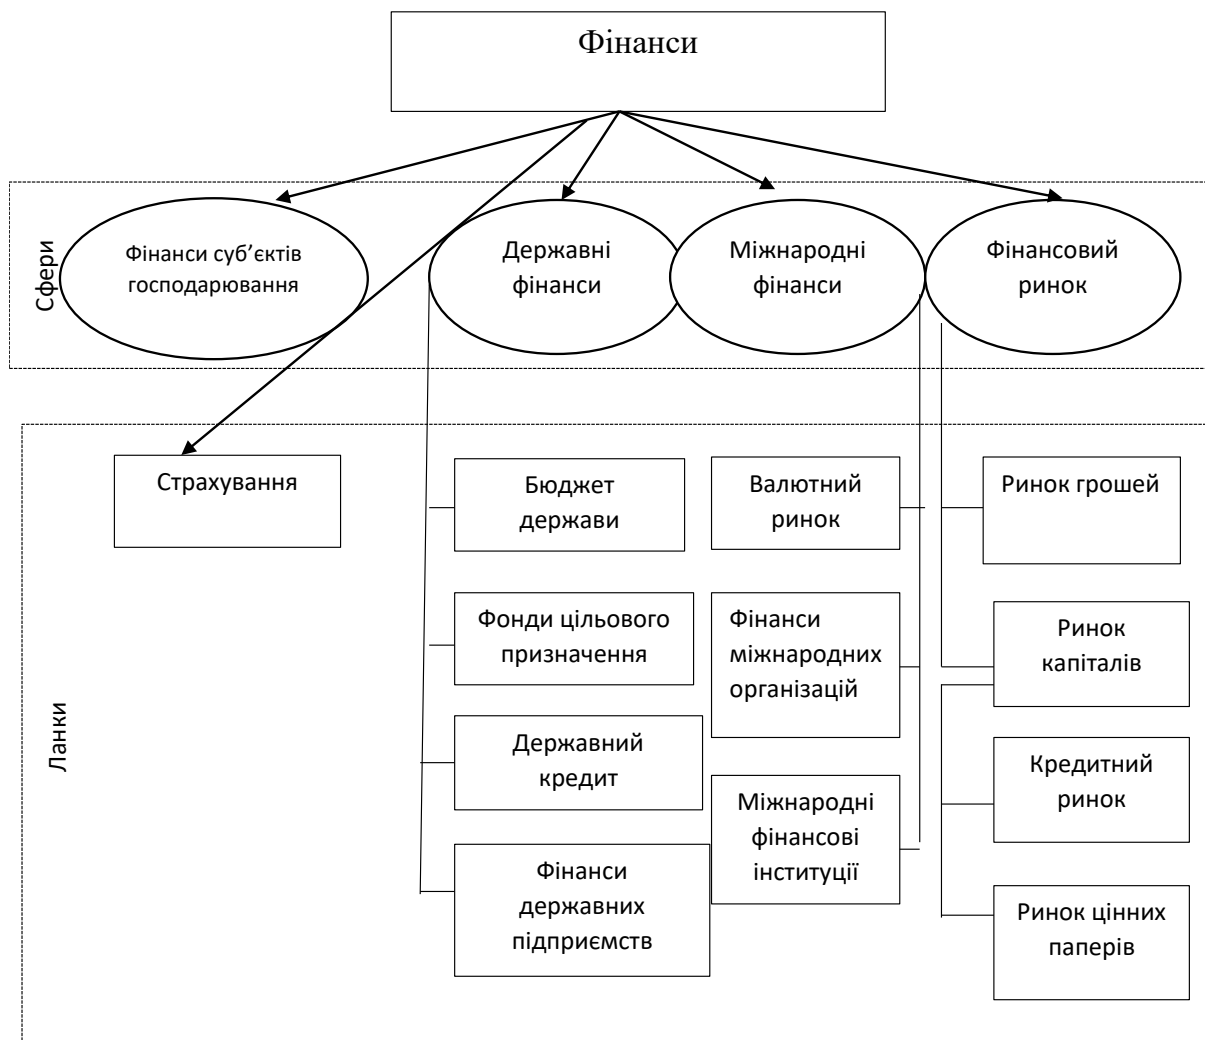 Фінанси
Сфери
Фінанси суб’єктів
господарювання
Державні
фінанси
Міжнародні
фінанси
Фінансовий
ринок
Ланки
Страхування
Бюджет
держави
Валютний
ринок
Ринок грошей
Фонди цільового
призначення
Фінанси
міжнародних
організацій
Ринок
капіталів
Державний
кредит
Міжнародні
фінансові
інституції
Кредитний
ринок
Фінанси
державних
підприємств
Ринок цінних
паперів